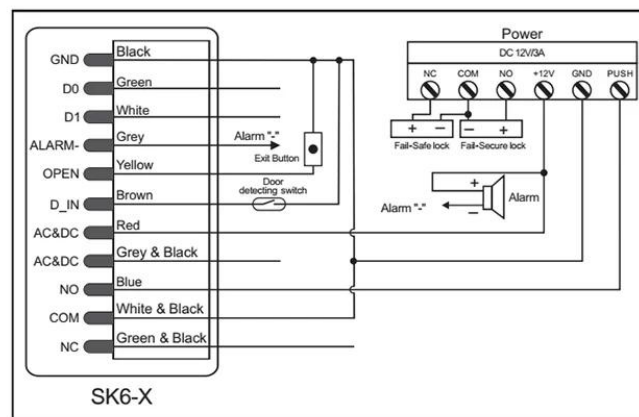 GND Black
D0 Green
D1 White
ALARM- Grey
OPEN Yellow
D_IN Brown
AC&DC Red
AC&DC Grey & Black
NO Blue
COM White & Black
NC Green & Black
SK6-X
Alarm "-"
Exit Button
Door
detecting switch
Power
DC 12V/3A
NC COM NO +12V GND PUSH
+ - - +
Fail-Safe lock Fail-Secure lock
+
Alarm "-" Alarm
-